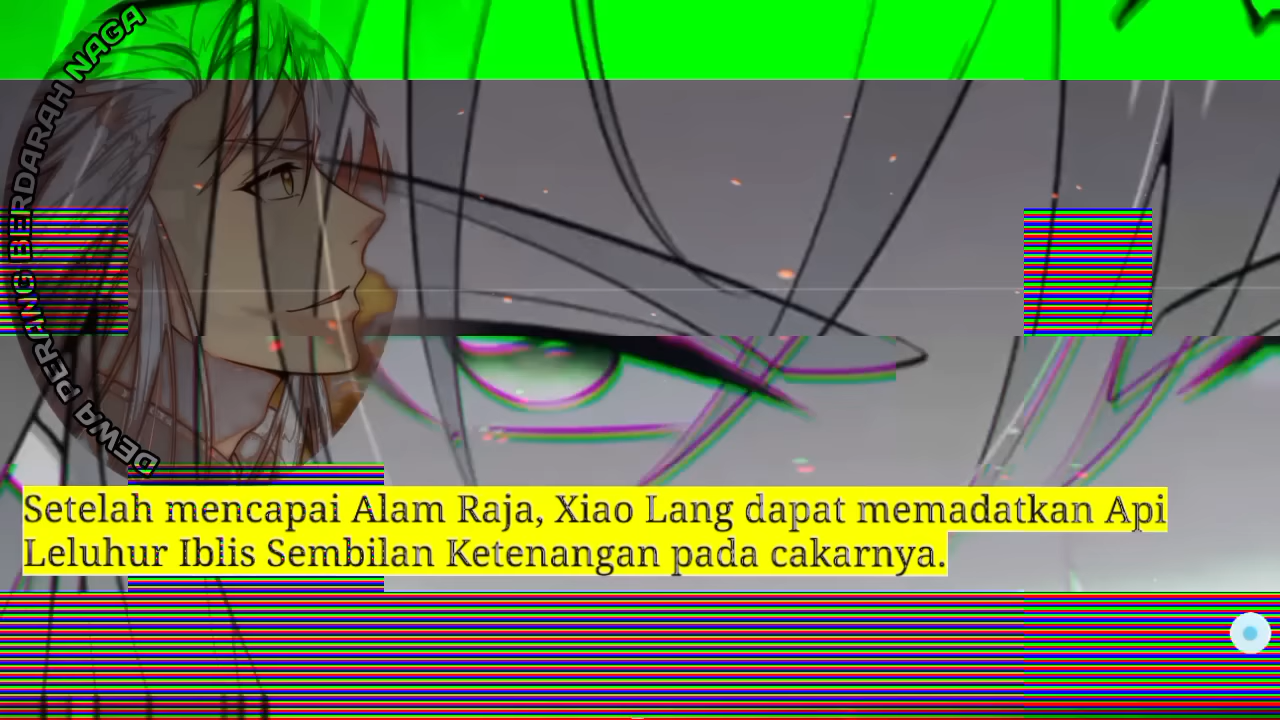 DEWA PERANG BERDARAH NAGA
Setelah mencapai Alam Raja, Xiao Lang dapat memadatkan Api
Leluhur Iblis Sembilan Ketenangan pada cakarnya.